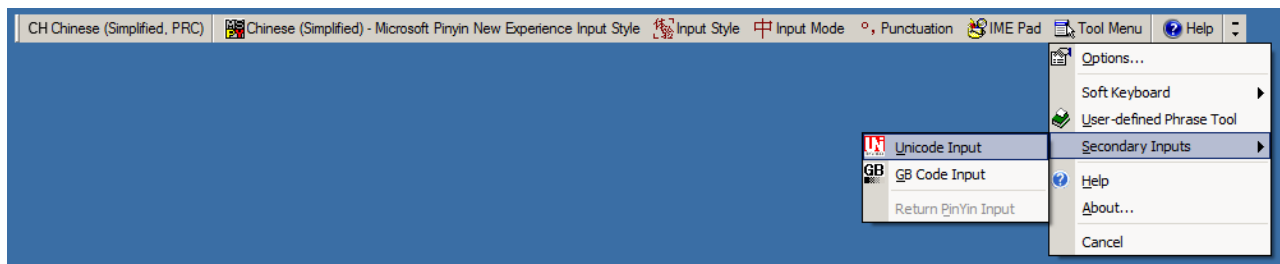 CH Chinese (Simplified, PRC) Chinese (Simplified) - Microsoft Pinyin New Experience Input Style Input Style 中 Input Mode °, Punctuation IME Pad Tool Menu Help
Options...
Soft Keyboard
User-defined Phrase Tool
Secondary Inputs
Unicode Input
GB GB Code Input
Return PinYin Input
Help
About...
Cancel